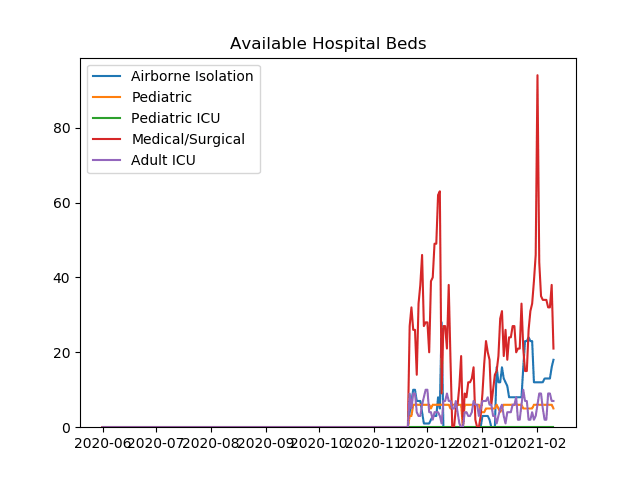 Available Hospital Beds
Airborne Isolation
Pediatric
Pediatric ICU
Medical/Surgical
Adult ICU
80
60
40
20
0
2020-06 2020-07 2020-08 2020-09 2020-10 2020-11 2020-12 2021-01 2021-02